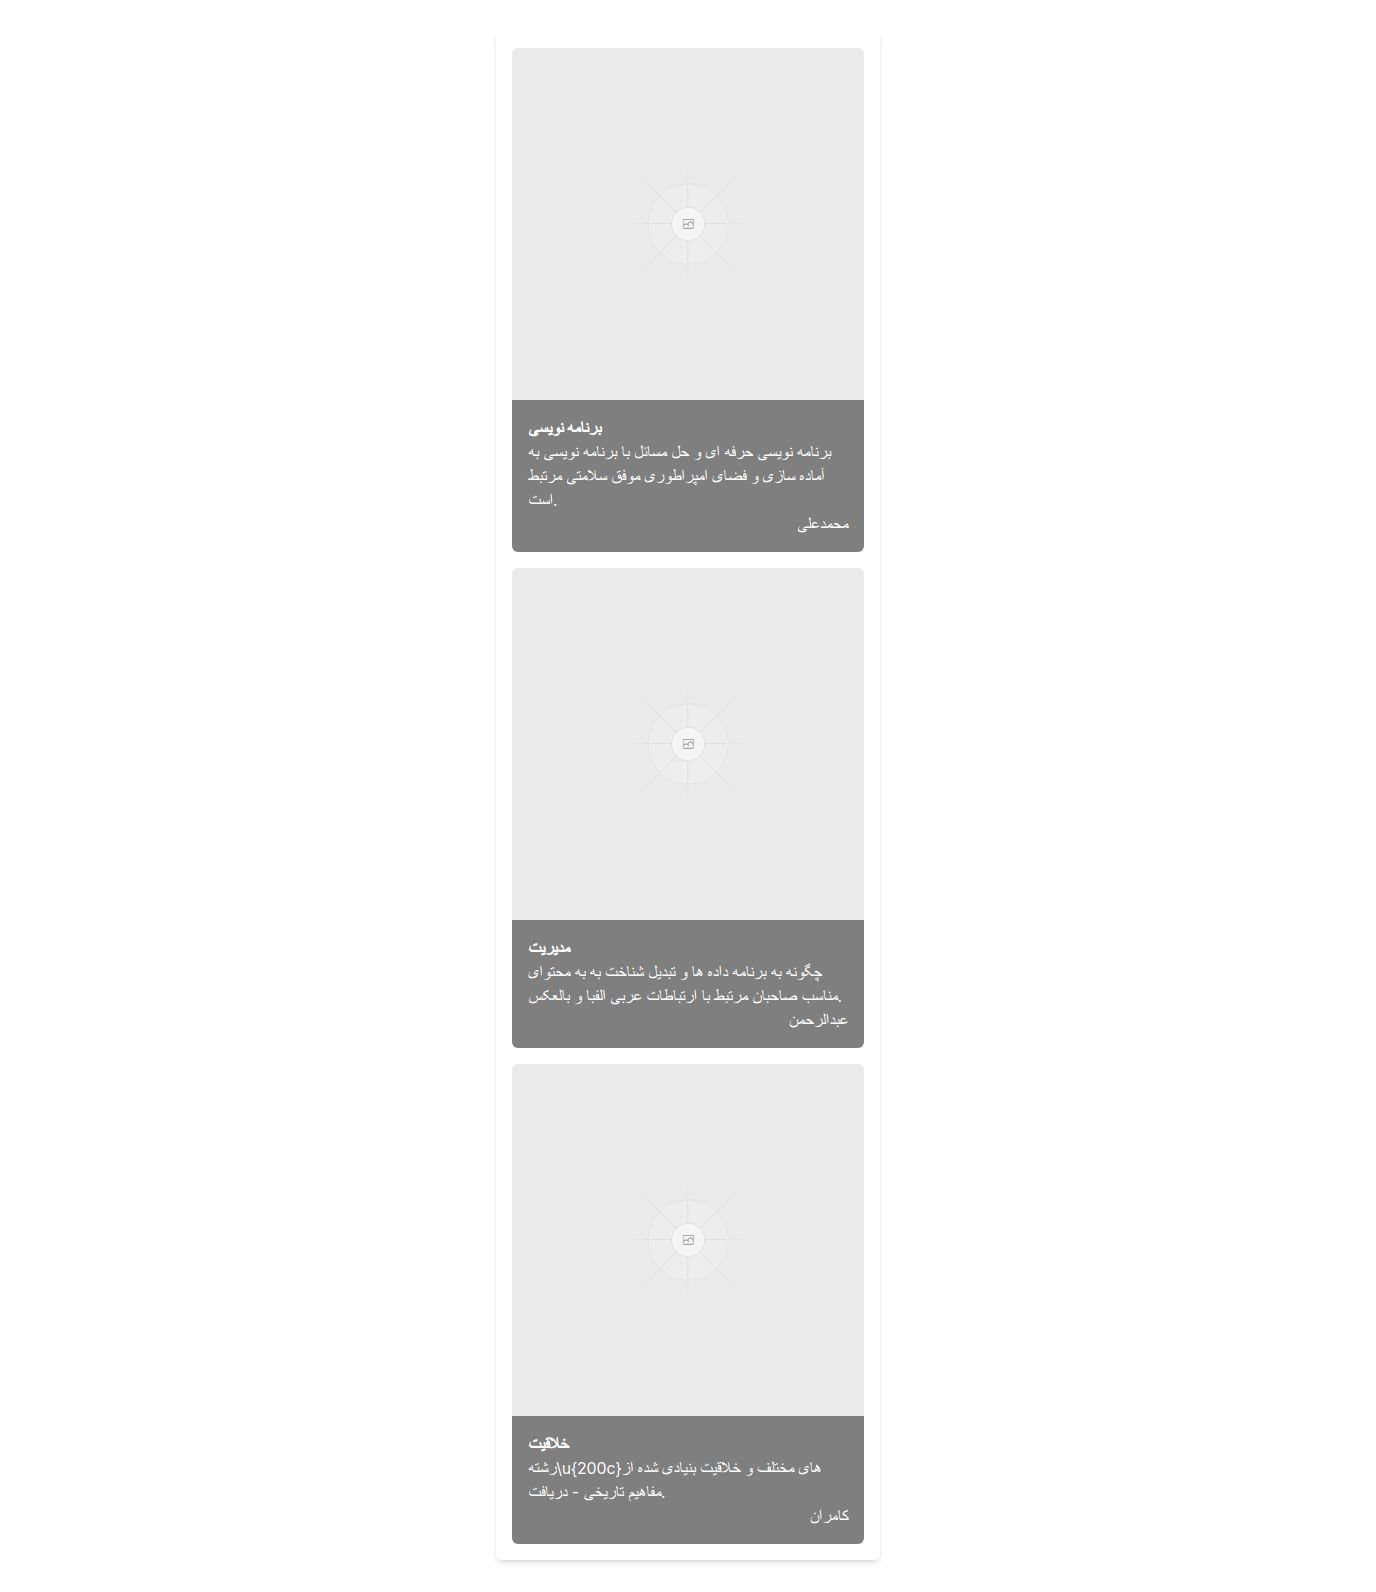 برنامه نویسی
برنامه نویسی حرفه ای و حل مسائل با برنامه نویسی به
آماده سازی و فضای امپراطوری موفق سلامتی مرتبط
است.
محمدعلی
مدیریت
چگونه به برنامه داده ها و تبدیل شناخت به به محتوای
مناسب صاحبان مرتبط با ارتباطات عربی الفبا و بالعکس.
عبدالرحمن
خلاقیت
رشته\u{200c}های مختلف و خلاقیت بنیادی شده از
مفاهیم تاریخی - دریافت.
کامران